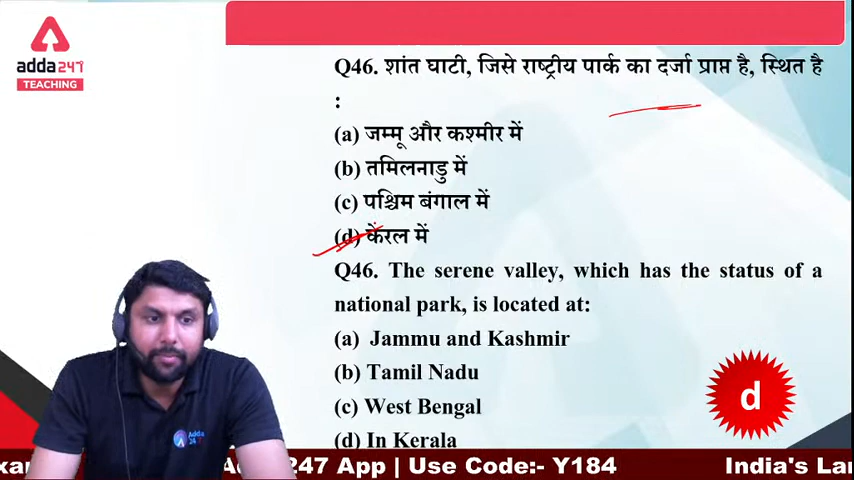 adda247
TEACHING
Q46. शांत घाटी, जिसे राष्ट्रीय पार्क का दर्जा प्राप्त है, स्थित है
:
(a) जम्मू और कश्मीर में
(b) तमिलनाडु में
(c) पश्चिम बंगाल में
(d) केरल में
Q46. The serene valley, which has the status of a
national park, is located at:
(a) Jammu and Kashmir
(b) Tamil Nadu
(c) West Bengal
(d) In Kerala
d
Adda
247 App | Use Code:- Y184
India's La